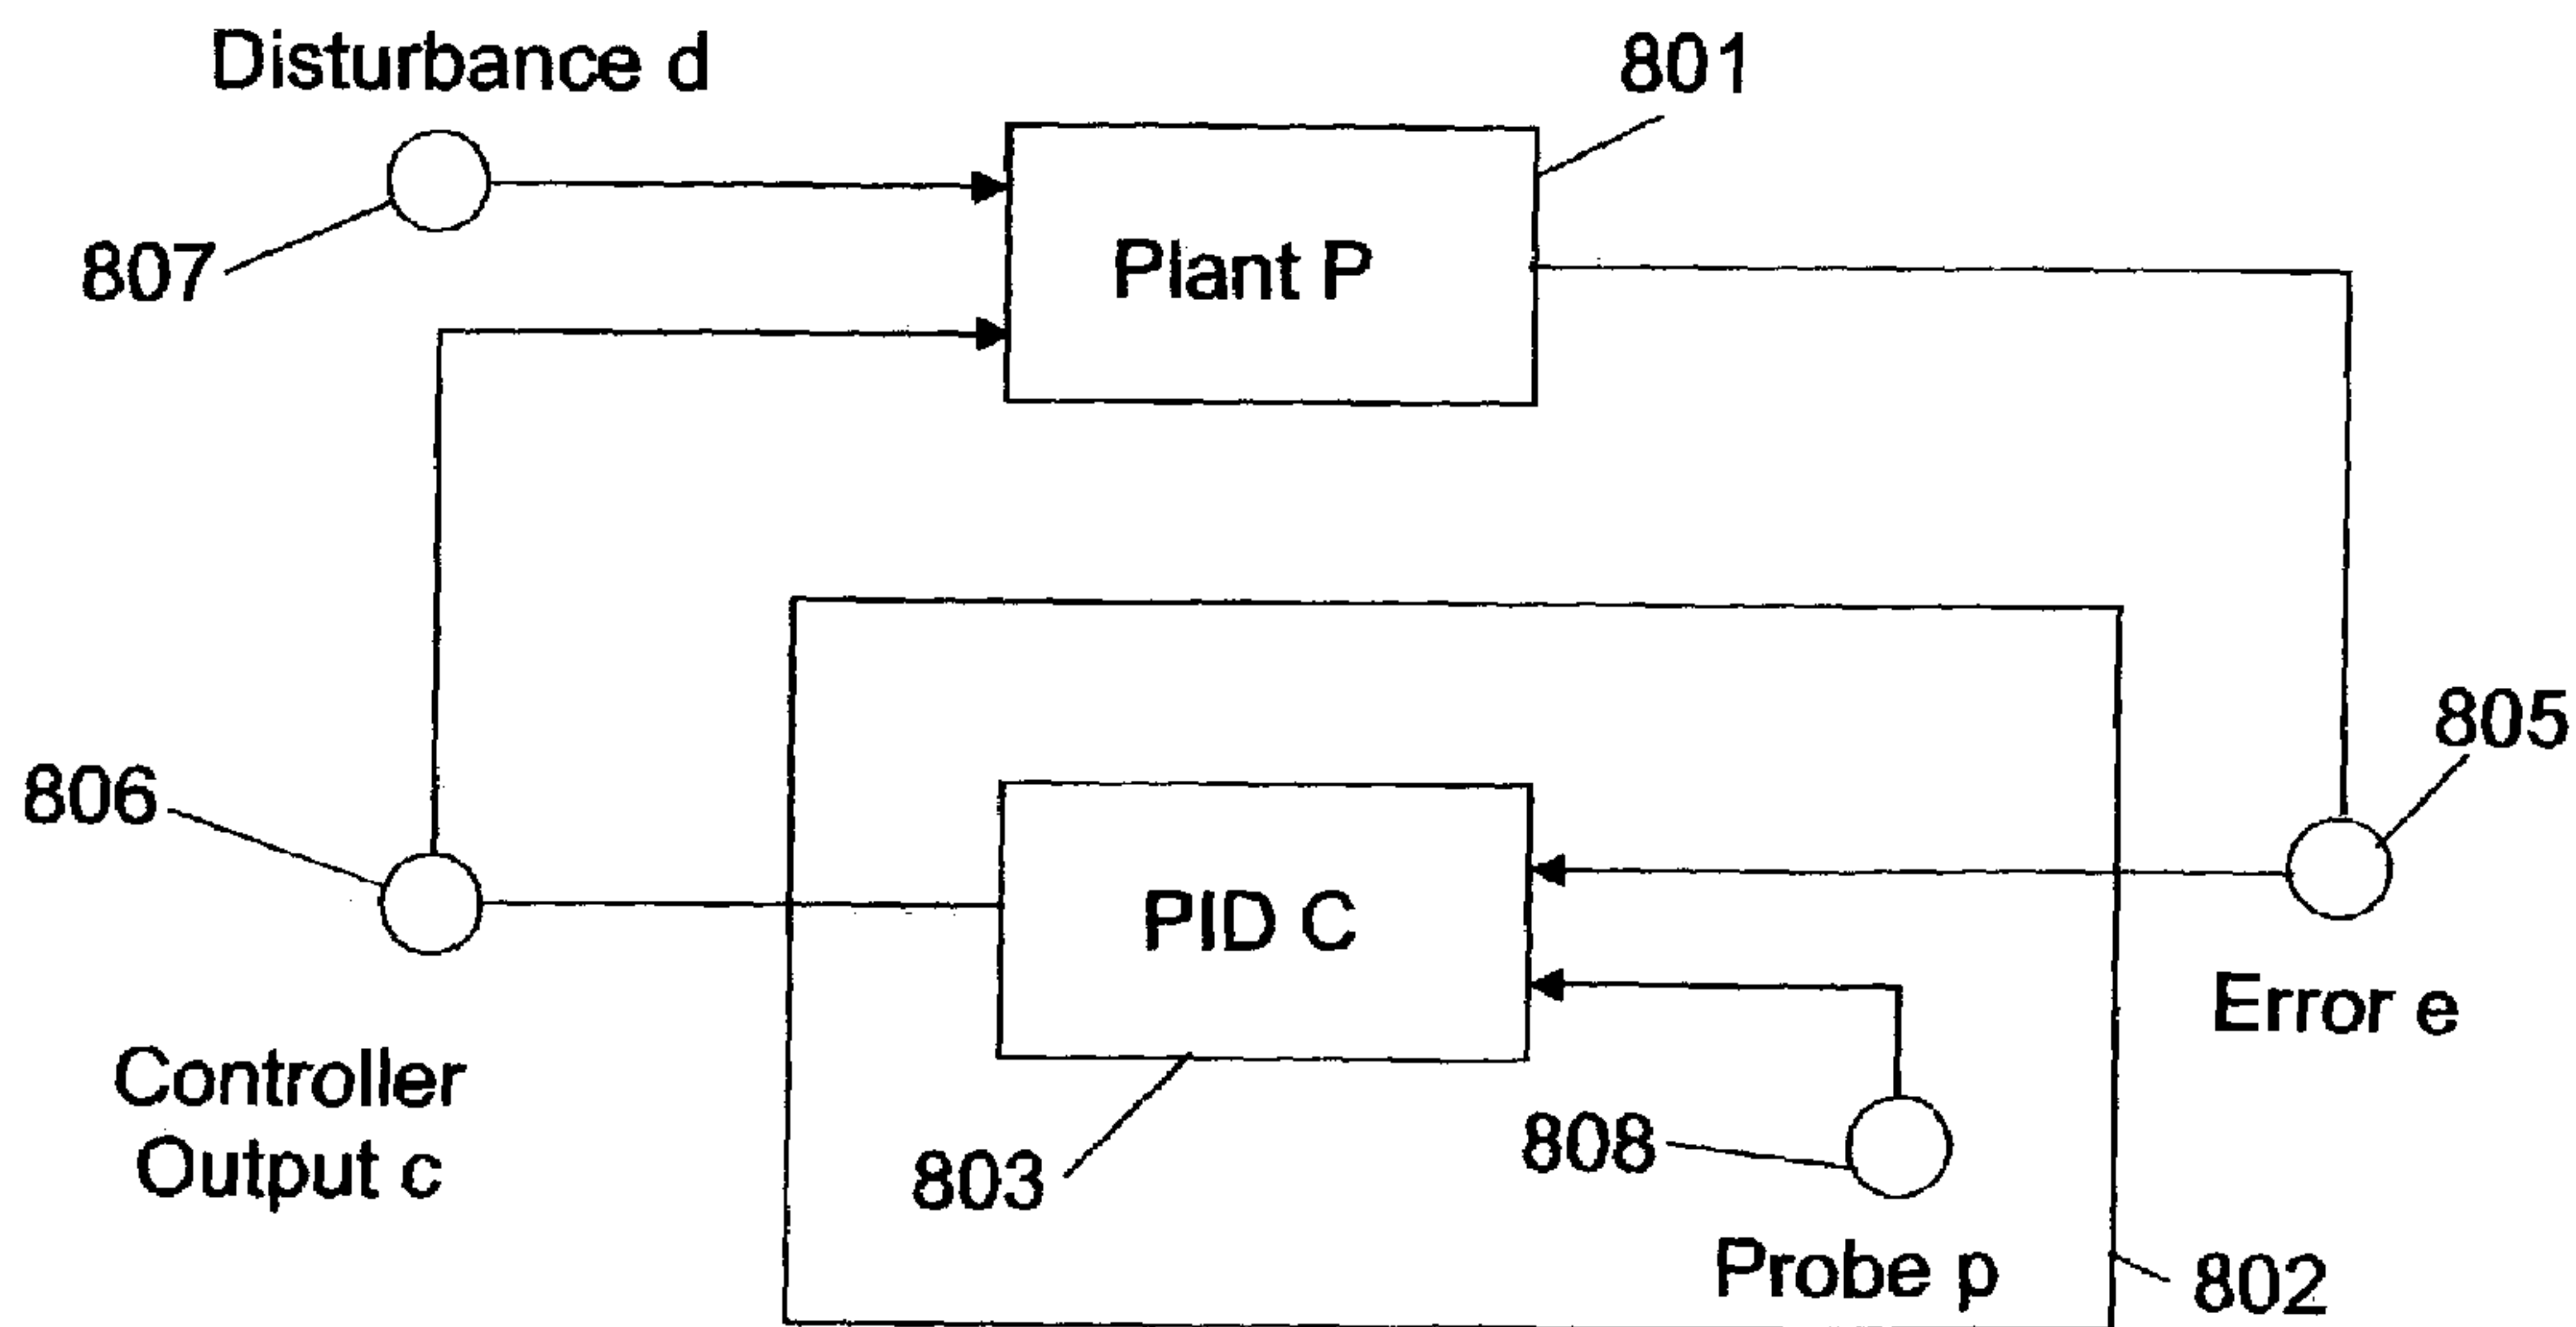 Disturbance d
801
807
Plant P
805
806
PID C
Error e
Controller
Output c
803
808
Probe p
802